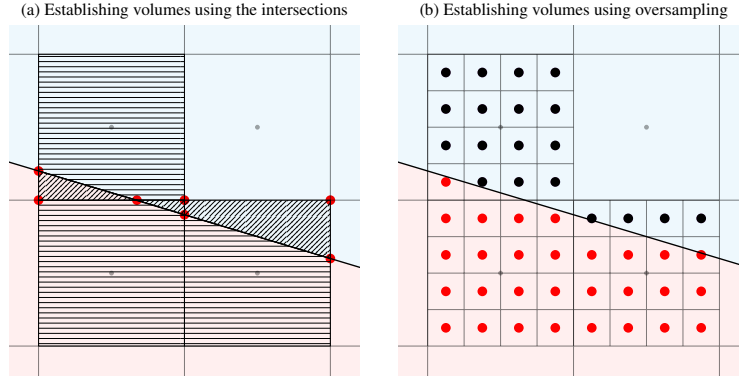 (a) Establishing volumes using the intersections
(b) Establishing volumes using oversampling